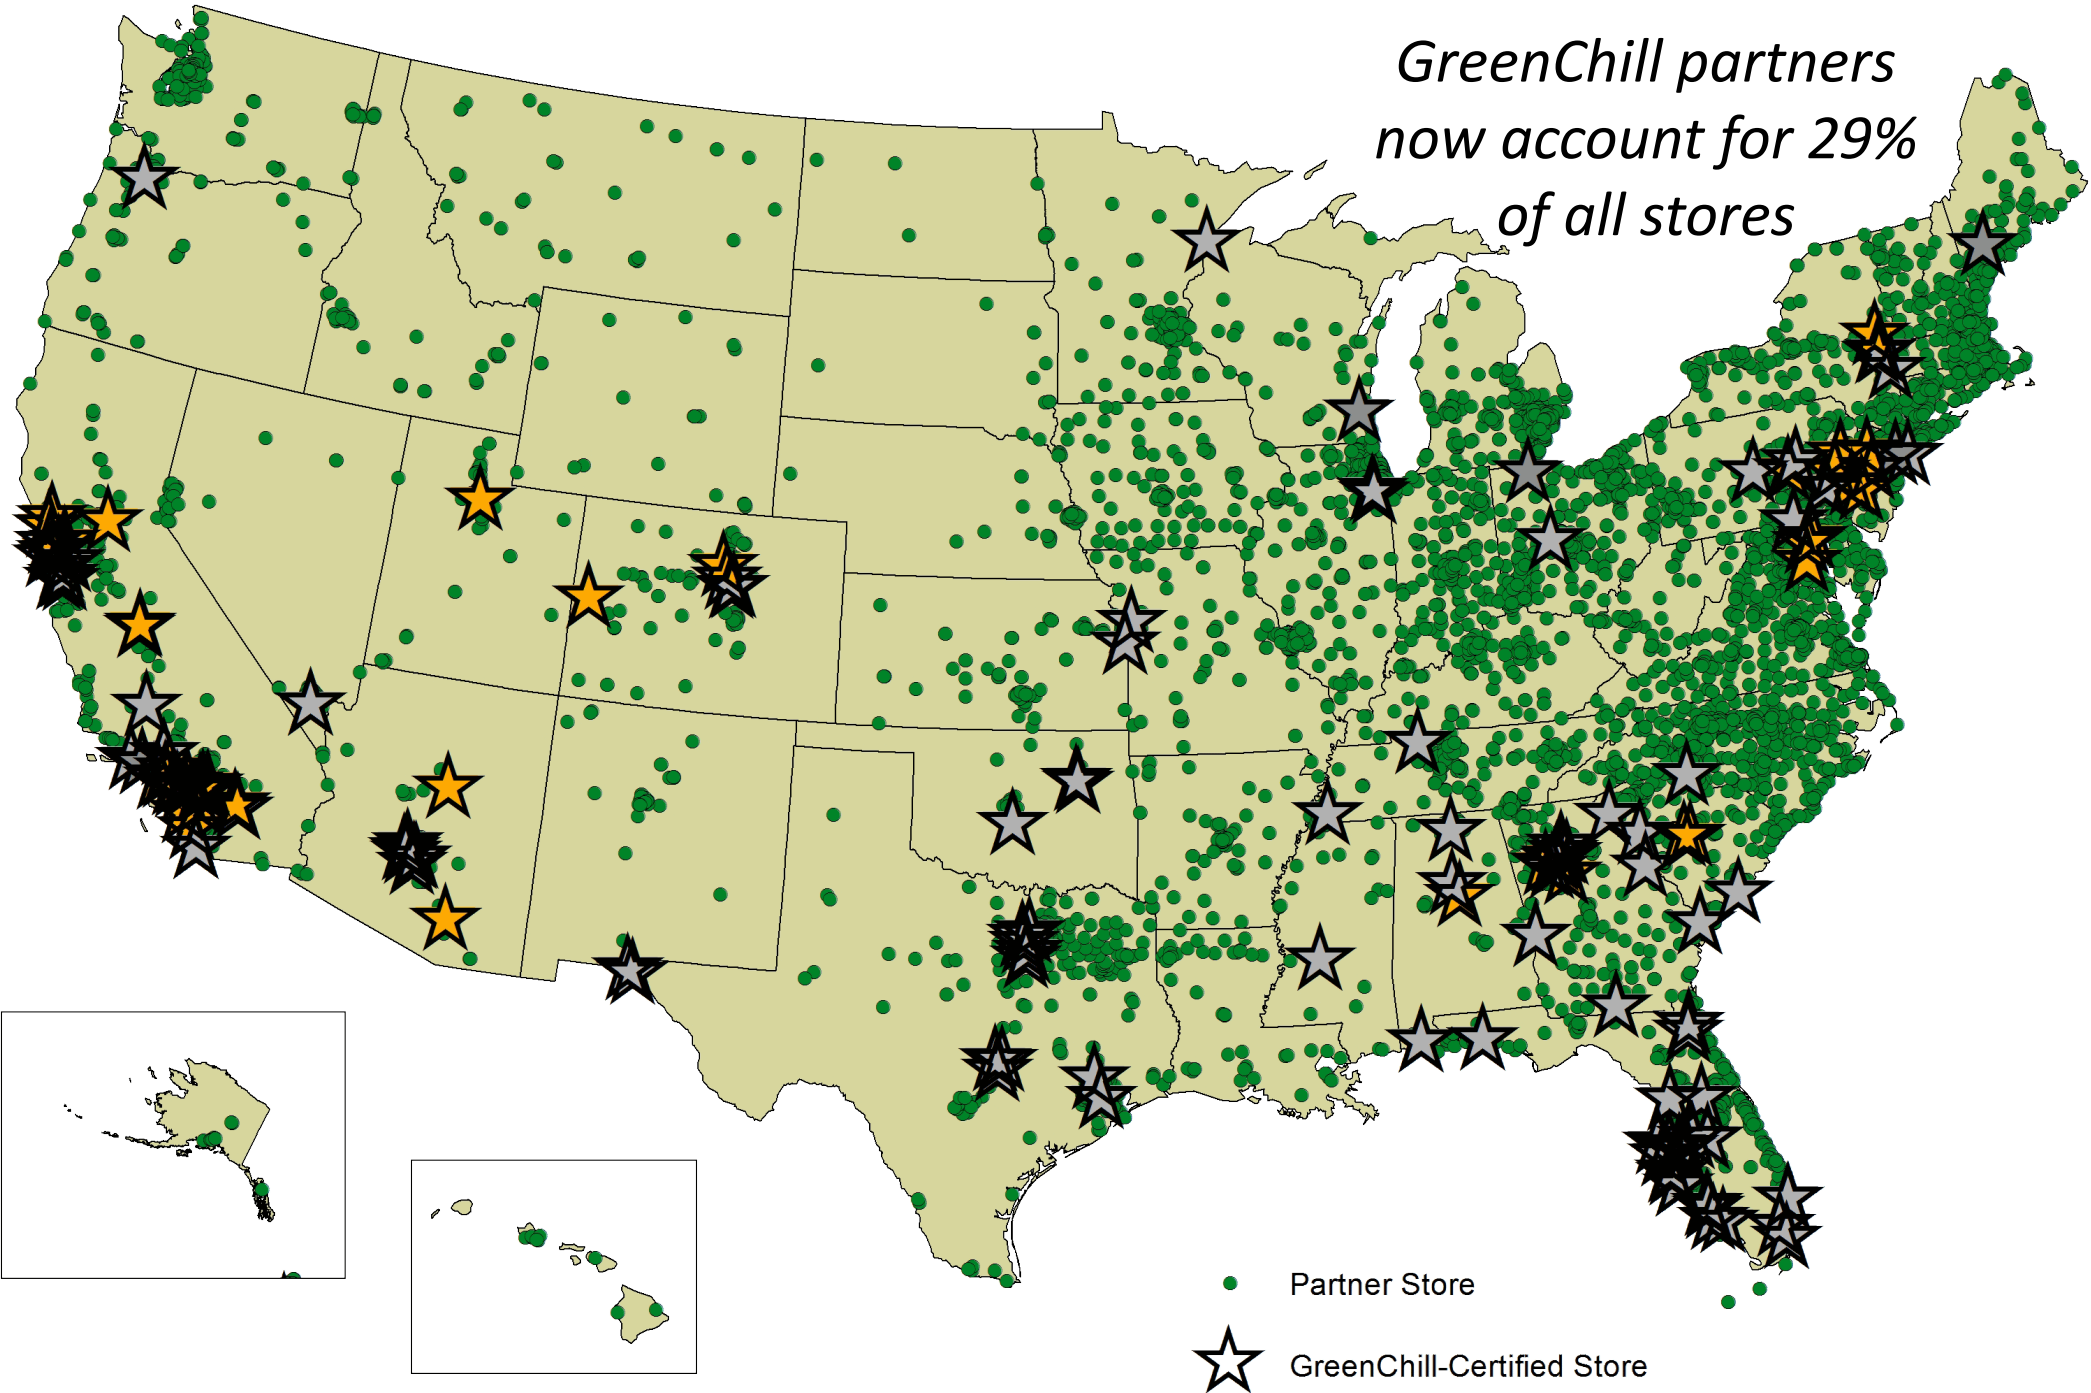 GreenChill partners
now account for 29%
of all stores
Partner Store
GreenChill-Certified Store